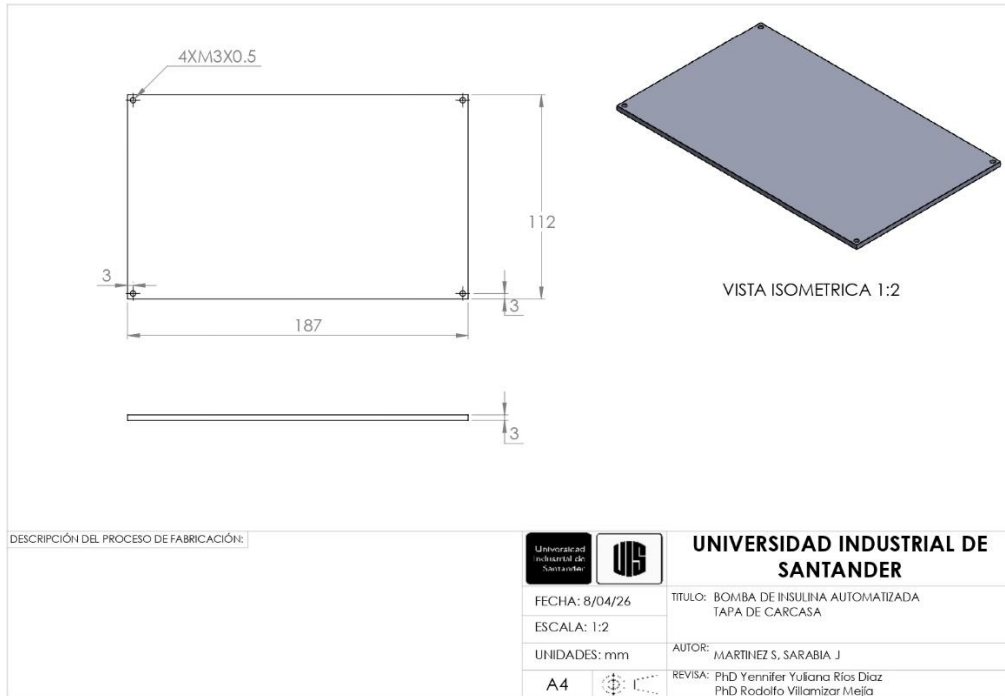 4XM3X0.5
112
3
3
187
VISTA ISOMETRICA 1:2
3
DESCRIPCIÓN DEL PROCESO DE FABRICACIÓN:
Universidad
Industrial de
Santander
UIS
UNIVERSIDAD INDUSTRIAL DE
SANTANDER
FECHA: 8/04/26
TITULO: BOMBA DE INSULINA AUTOMATIZADA
TAPA DE CARCASA
ESCALA: 1:2
UNIDADES: mm
AUTOR: MARTINEZ S, SARABIA J
A4
REVISA: PhD Yennifer Yuliana Ríos Diaz
PhD Rodolfo Villamizar Mejía